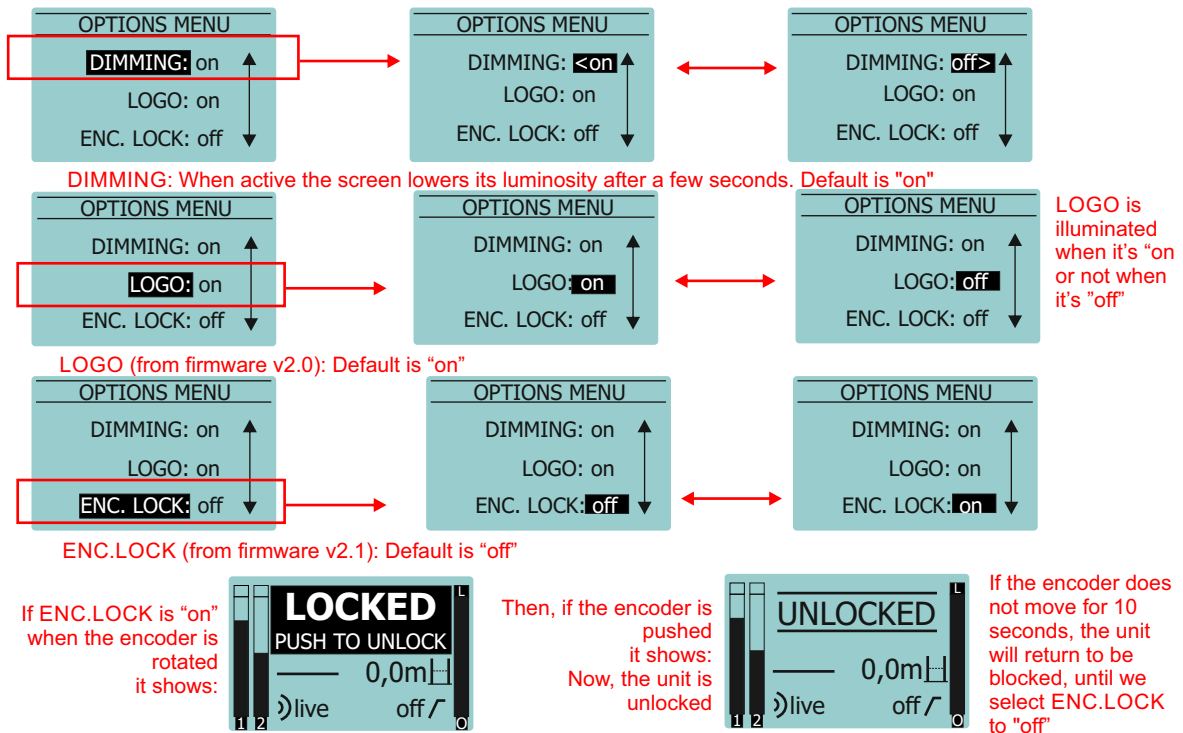 OPTIONS MENU
DIMMING: on
LOGO: on
ENC. LOCK: off
OPTIONS MENU
DIMMING: <on
LOGO: on
ENC. LOCK: off
OPTIONS MENU
DIMMING: off>
LOGO: on
ENC. LOCK: off
DIMMING: When active the screen lowers its luminosity after a few seconds. Default is "on"
OPTIONS MENU
DIMMING: on
LOGO: on
ENC. LOCK: off
OPTIONS MENU
DIMMING: on
LOGO: on
ENC. LOCK: off
OPTIONS MENU
DIMMING: on
LOGO: off
ENC. LOCK: off
LOGO is
illuminated
when it’s “on
or not when
it’s ”off”
LOGO (from firmware v2.0): Default is “on”
OPTIONS MENU
DIMMING: on
LOGO: on
ENC. LOCK: off
OPTIONS MENU
DIMMING: on
LOGO: on
ENC. LOCK: off
OPTIONS MENU
DIMMING: on
LOGO: on
ENC. LOCK: on
ENC.LOCK (from firmware v2.1): Default is “off”
If ENC.LOCK is “on”
when the encoder is
rotated
it shows:
LOCKED
PUSH TO UNLOCK
0,0m
live off
1 2
L
O
Then, if the encoder is
pushed
it shows:
Now, the unit is
unlocked
UNLOCKED
0,0m
live off
1 2
L
O
If the encoder does
not move for 10
seconds, the unit
will return to be
blocked, until we
select ENC.LOCK
to "off”